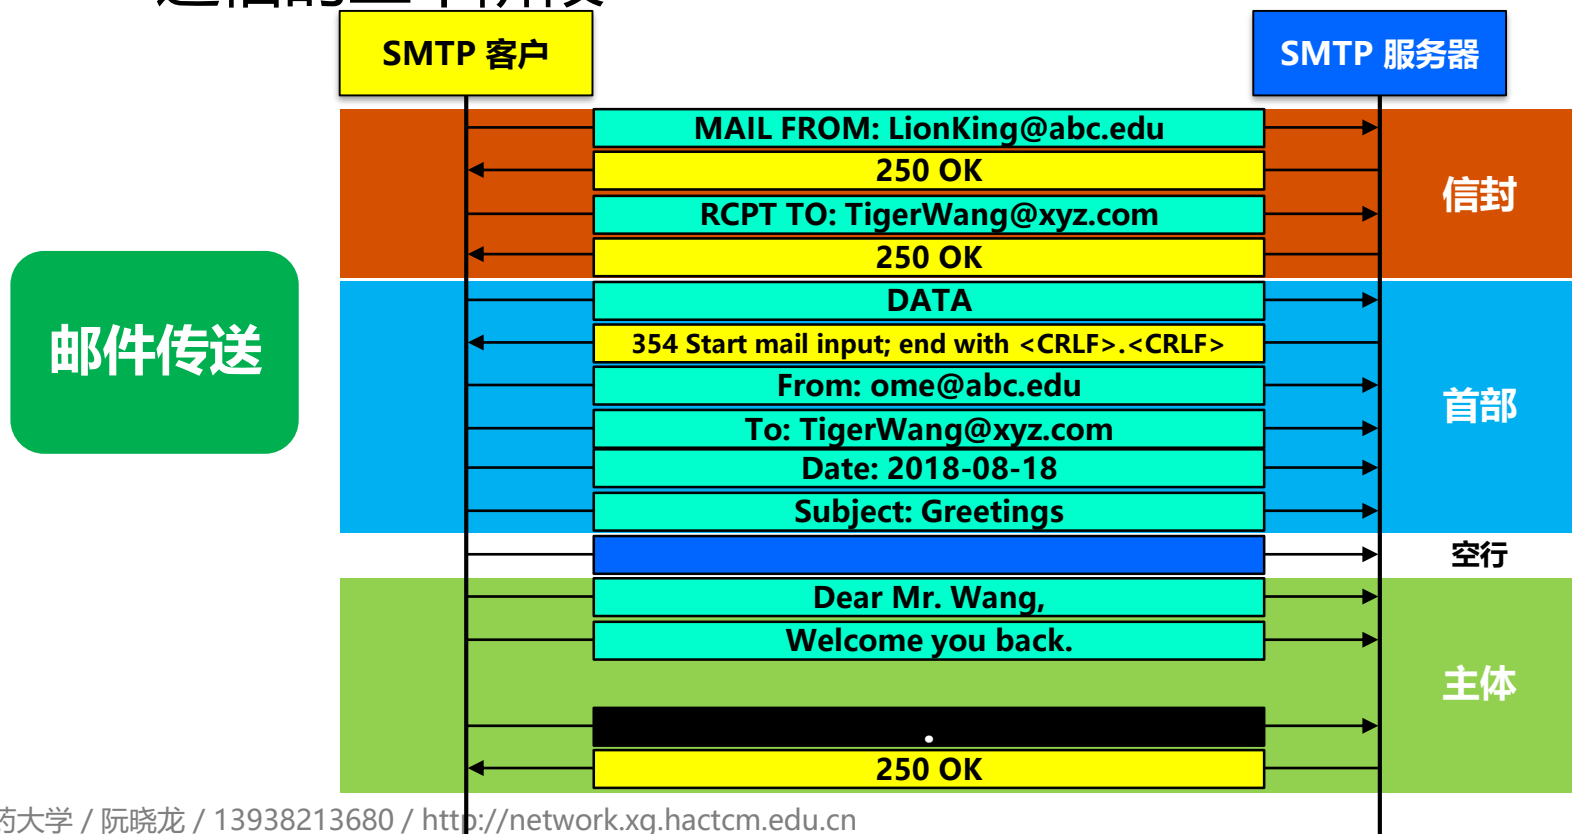 SMTP 客户
SMTP 服务器
MAIL FROM: LionKing@abc.edu
250 OK
RCPT TO: TigerWang@xyz.com
250 OK
信封
邮件传送
DATA
354 Start mail input; end with <CRLF>.<CRLF>
From: ome@abc.edu
To: TigerWang@xyz.com
Date: 2018-08-18
Subject: Greetings
首部
空行
Dear Mr. Wang,
Welcome you back.
.
250 OK
主体
药大学 / 阮晓龙 / 13938213680 / http://network.xg.hactcm.edu.cn